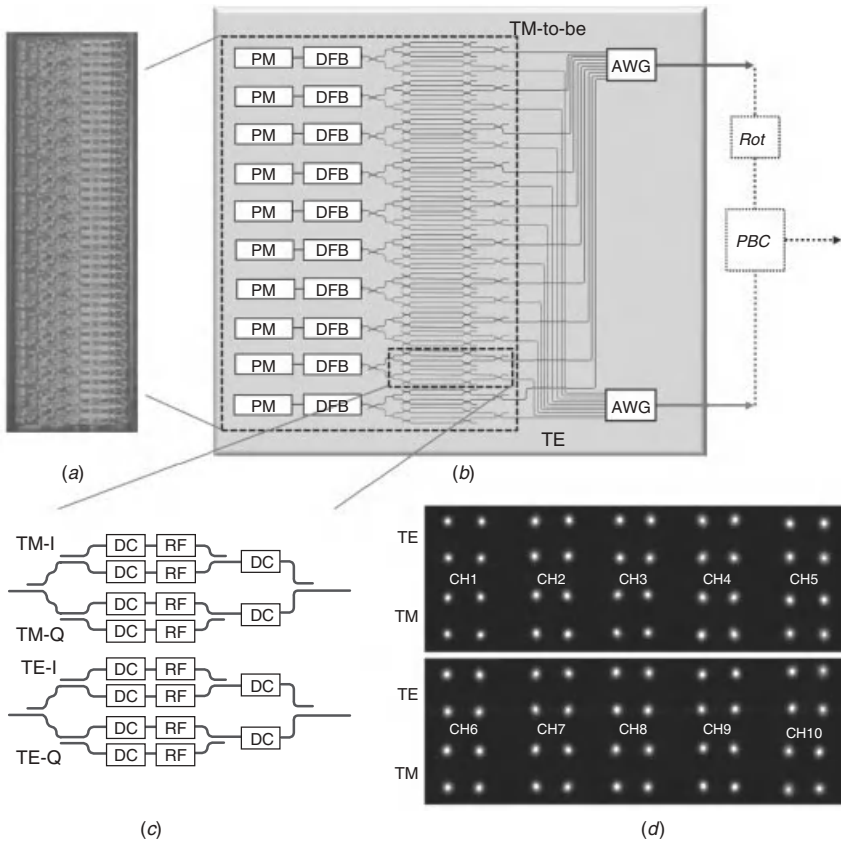 TM-to-be
PM DFB AWG
PM DFB
PM DFB Rot
PM DFB
PM DFB PBC
PM DFB
PM DFB
PM DFB
PM DFB
PM DFB AWG
TE
(a) (b)
TM-I DC RF
DC RF DC
DC RF DC
TM-Q DC RF
TE-I DC RF
DC RF DC
DC RF DC
TE-Q DC RF
(c)
TE
CH1 CH2 CH3 CH4 CH5
TM
TE
CH6 CH7 CH8 CH9 CH10
TM
(d)